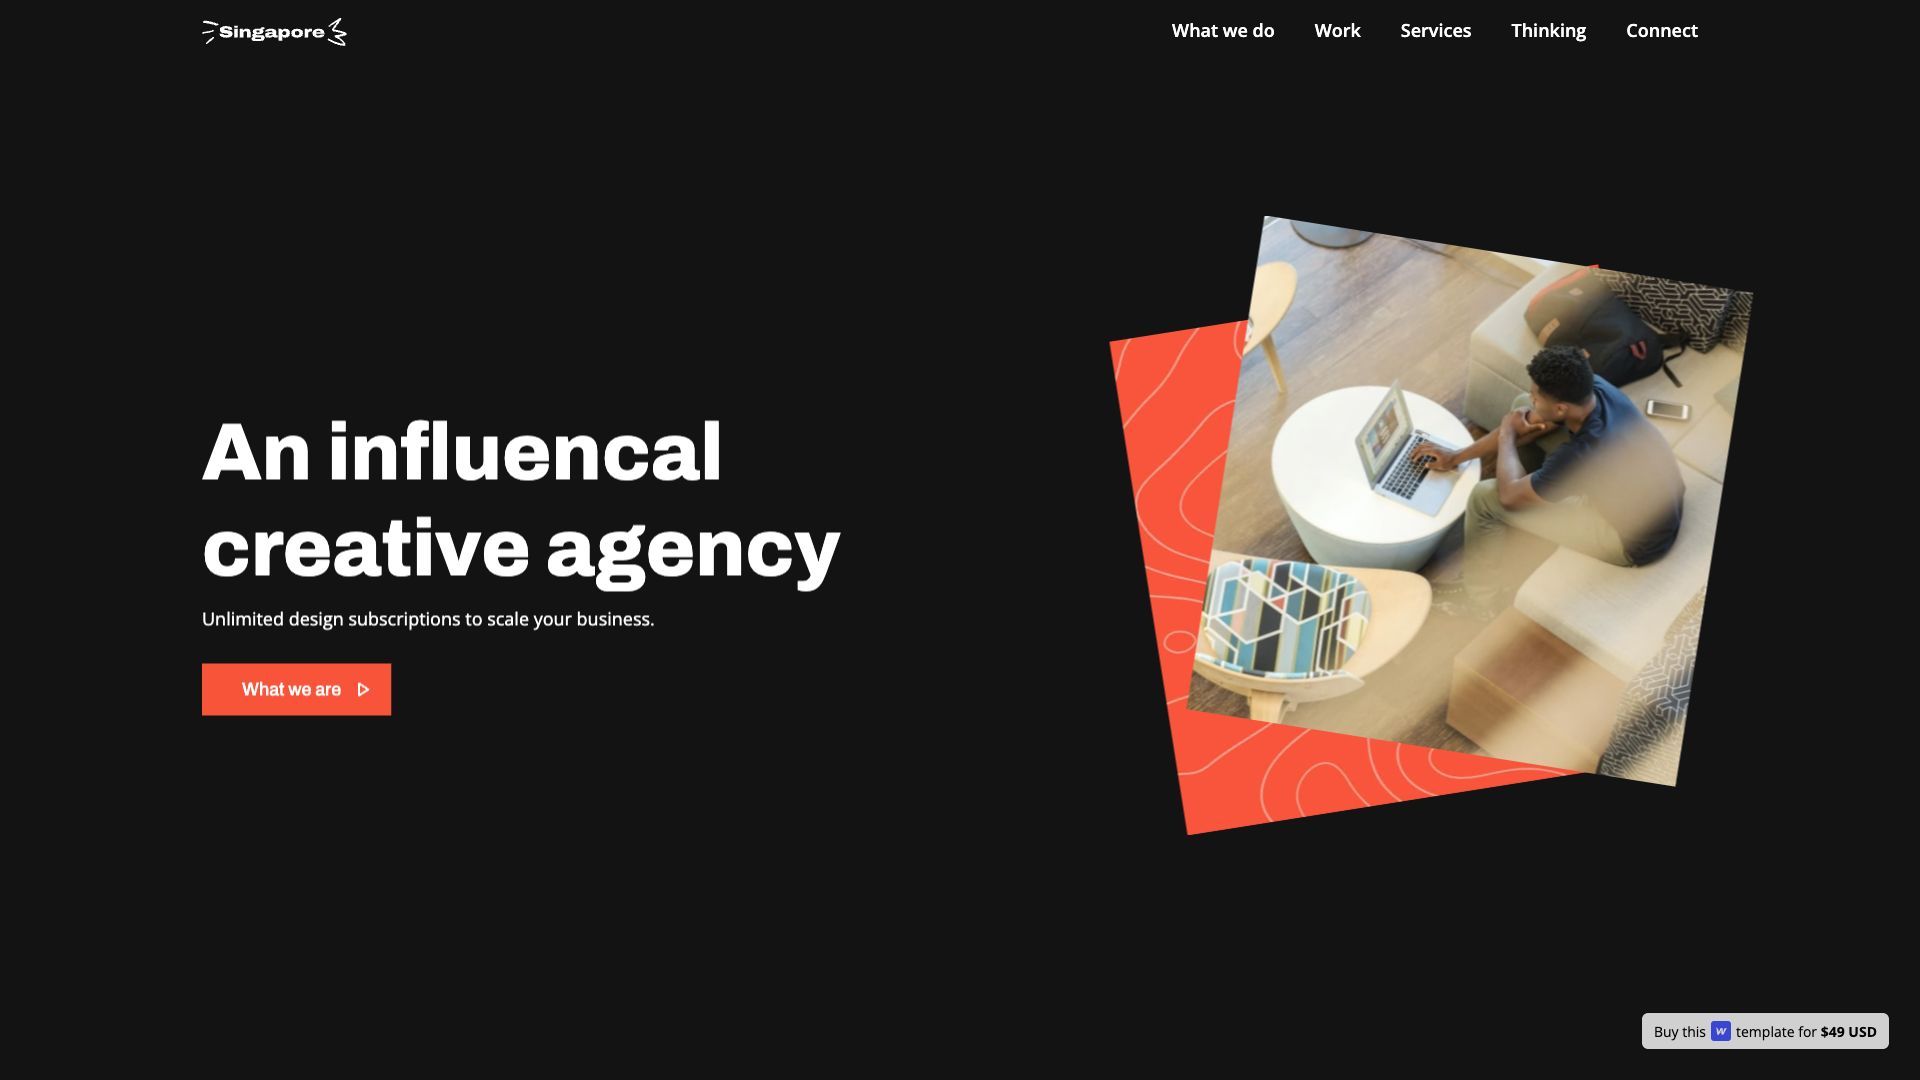 Singapore
What we do
Work
Services
Thinking
Connect
An influencal
creative agency
Unlimited design subscriptions to scale your business.
What we are
Buy this template for $49 USD